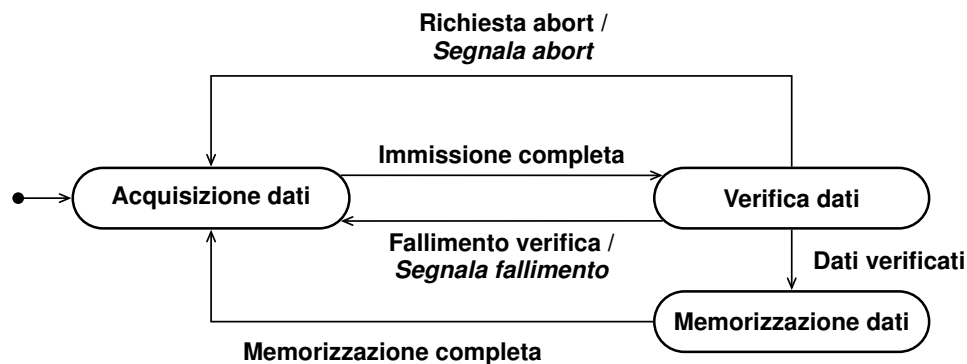 Richiesta abort /
Segnala abort
Immissione completa
Acquisizione dati
Verifica dati
Fallimento verifica /
Segnala fallimento
Dati verificati
Memorizzazione dati
Memorizzazione completa